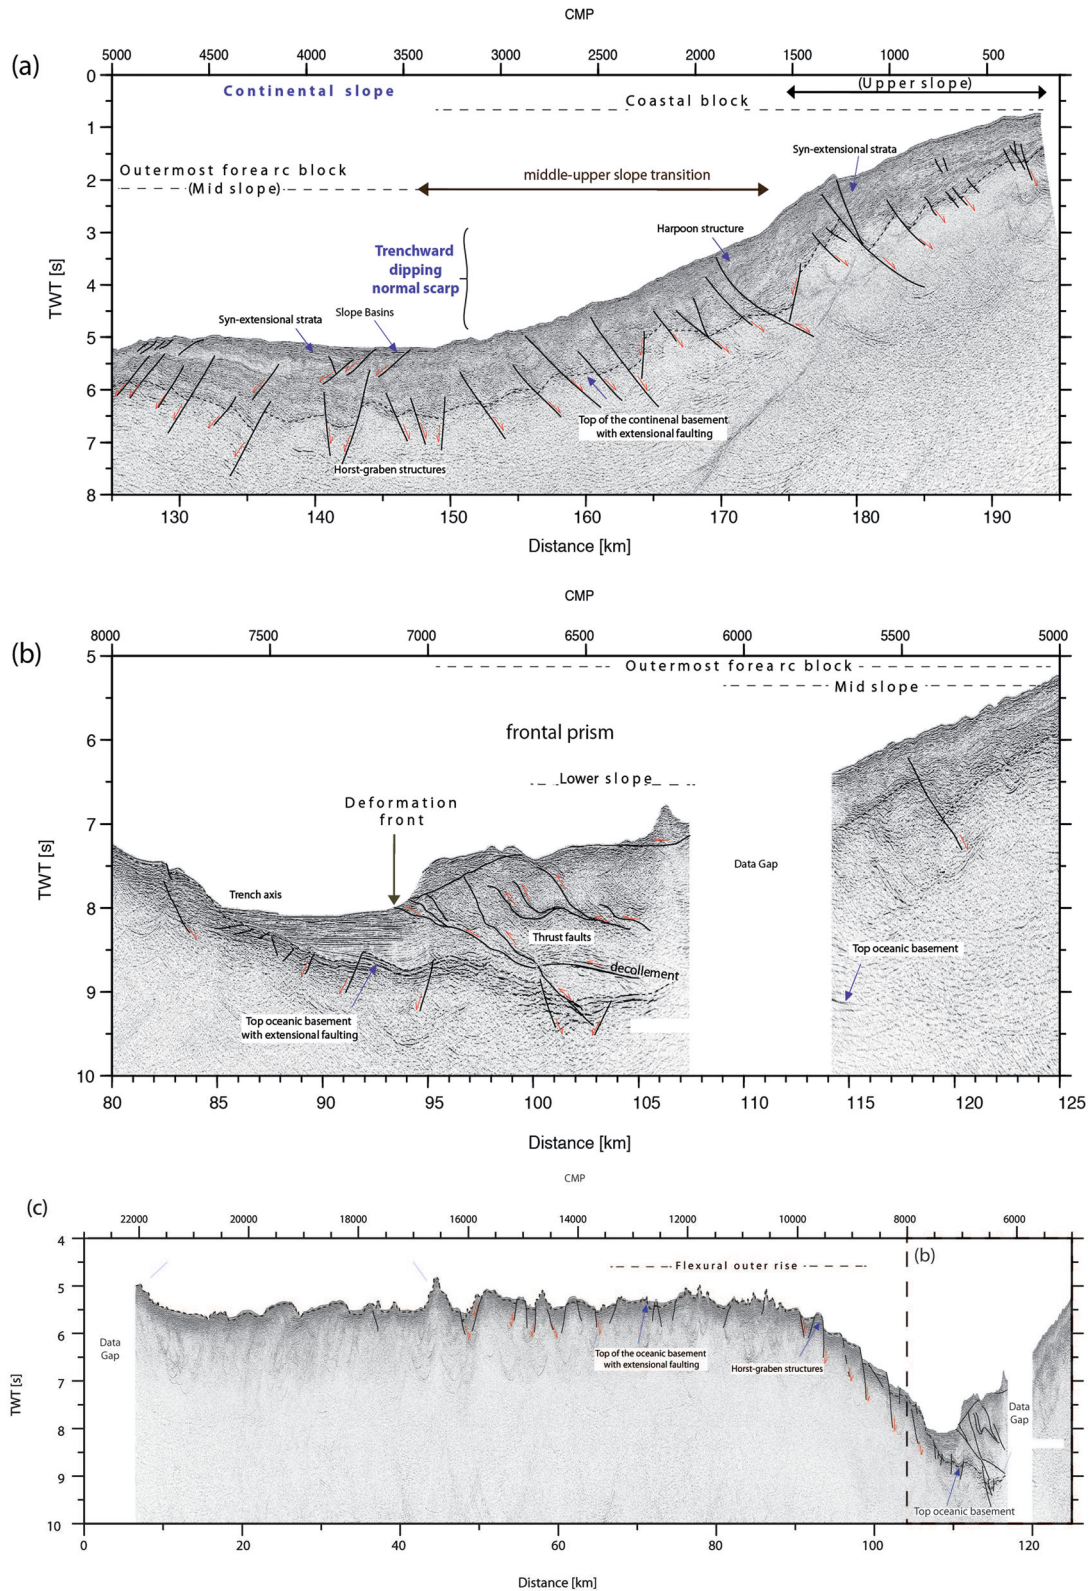 CMP
(a)
5000 4500 4000 3500 3000 2500 2000 1500 1000 500
0
Continental slope
(Upper slope)
Coastal block
1
Syn-extensional strata
Outermost forearc block
(Mid slope)
middle-upper slope transition
2
Harpoon structure
3
Trenchward
dipping
normal scarp
TWT [s]
4
Syn-extensional strata
Slope Basins
5
6
Top of the continenal basement
with extensional faulting
7
Horst-graben structures
8
130 140 150 160 170 180 190
Distance [km]
CMP
(b)
8000 7500 7000 6500 6000 5500 5000
5
Outermost forearc block
Mid slope
6
frontal prism
Lower slope
Deformation
front
7
TWT [s]
Data Gap
Trench axis
8
Thrust faults
Top oceanic basement
decollement
9
Top oceanic basement
with extensional faulting
10
80 85 90 95 100 105 110 115 120 125
Distance [km]
CMP
(c)
22000 20000 18000 16000 14000 12000 10000 8000 6000
4
(b)
Flexural outer rise
5
6
Data
Gap
Top of the oceanic basement
with extensional faulting
Horst-graben structures
7
TWT [s]
Data
Gap
8
9
Top oceanic basement
10
0 20 40 60 80 100 120
Distance [km]